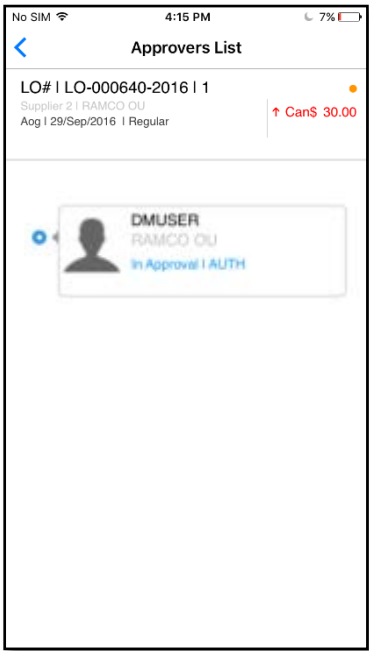 No SIM 4:15 PM 7%
Approvers List
LO# I LO-000640-2016 I 1
Supplier 2 I RAMCO OU
↑ Can$ 30.00
Aog I 29/Sep/2016 I Regular
DMUSER
RAMCO OU
In Approval I AUTH